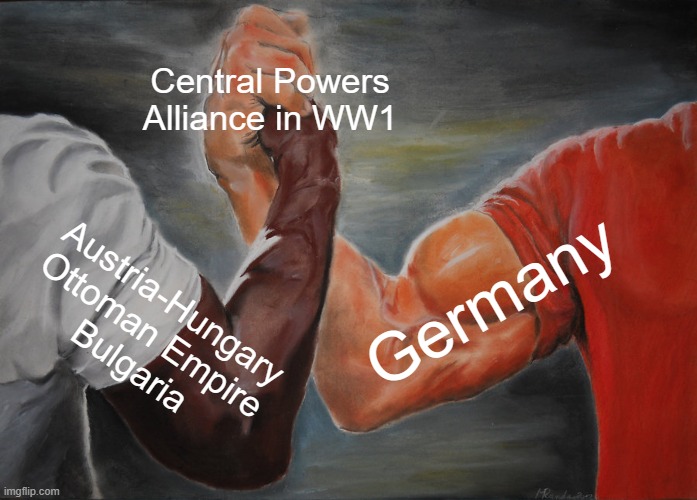 Central Powers
Alliance in WW1
Austria-Hungary
Ottoman Empire
Bulgaria
Germany
imgflip.com